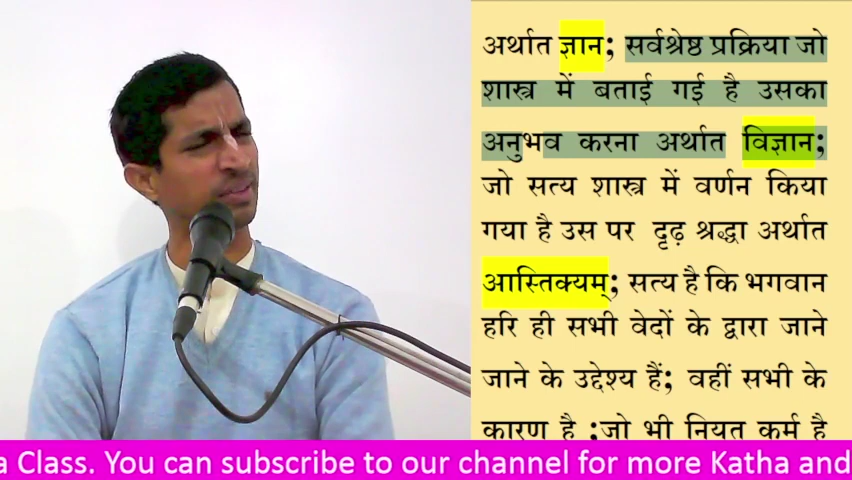 अर्थात ज्ञान; सर्वश्रेष्ठ प्रक्रिया जो
शास्त्र में बताई गई है उसका
अनुभव करना अर्थात विज्ञान;
जो सत्य शास्त्र में वर्णन किया
गया है उस पर दृढ़ श्रद्धा अर्थात
आस्तिक्यम्; सत्य है कि भगवान
हरि ही सभी वेदों के द्वारा जाने
जाने के उद्देश्य हैं; वहीं सभी के
कारण है ;जो भी नियत कर्म है
a Class. You can subscribe to our channel for more Katha and